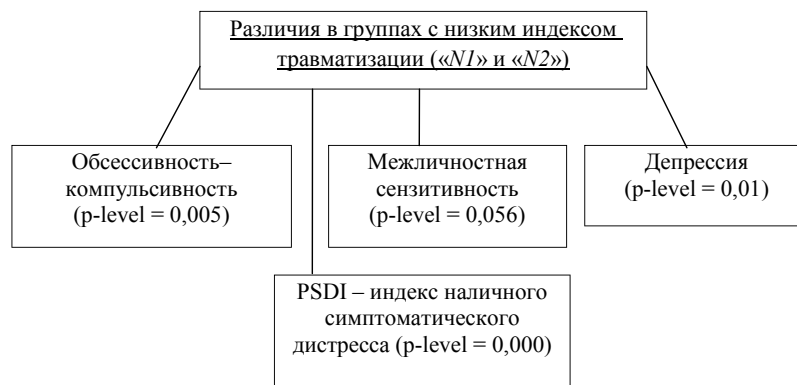 Различия в группах с низким индексом
травматизации («N1» и «N2»)
Обсессивность–
компульсивность
(p-level = 0,005)
Межличностная
сензитивность
(p-level = 0,056)
Депрессия
(p-level = 0,01)
PSDI – индекс наличного
симптоматического
дистресса (p-level = 0,000)